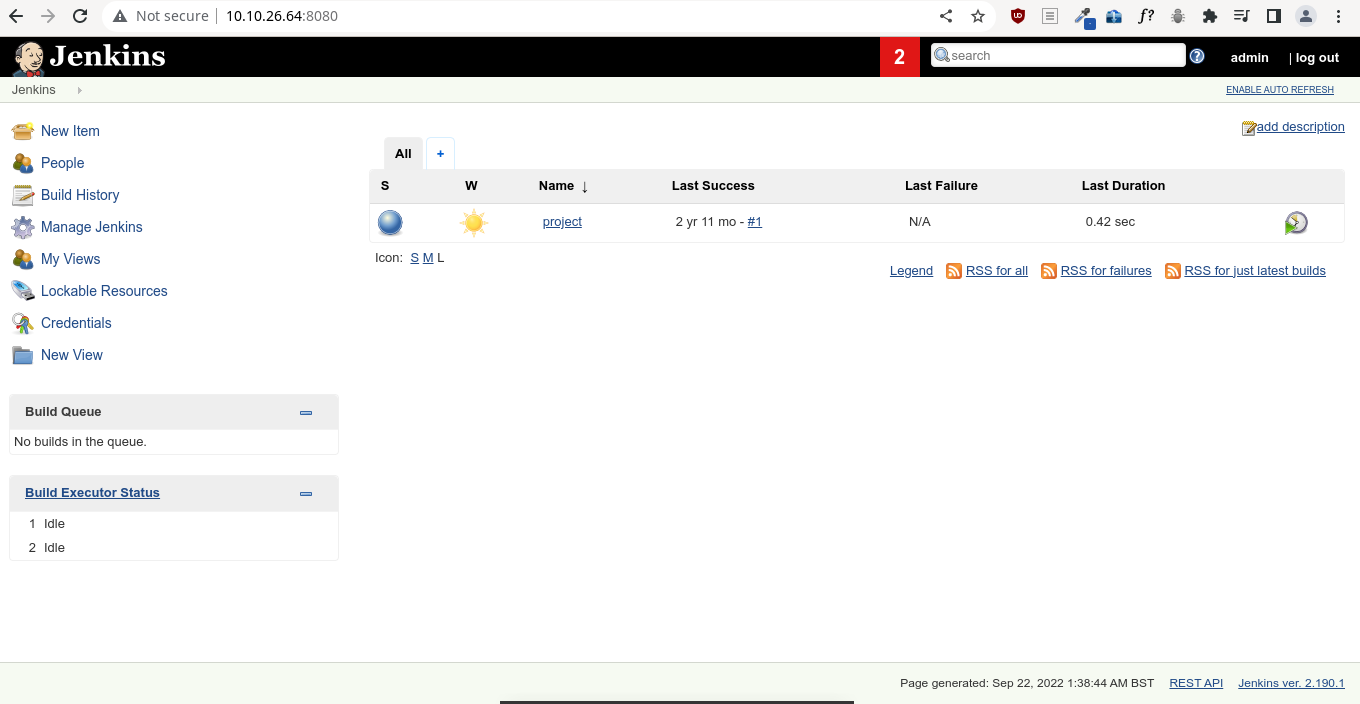 Not secure | 10.10.26.64:8080
Jenkins
2
search
admin
| log out
Jenkins
ENABLE AUTO REFRESH
New Item
People
Build History
Manage Jenkins
My Views
Lockable Resources
Credentials
New View
add description
All
+
S W Name ↓ Last Success Last Failure Last Duration
project 2 yr 11 mo - #1 N/A 0.42 sec
Icon: S M L
Legend RSS for all RSS for failures RSS for just latest builds
Build Queue
No builds in the queue.
Build Executor Status
1 Idle
2 Idle
Page generated: Sep 22, 2022 1:38:44 AM BST REST API Jenkins ver. 2.190.1